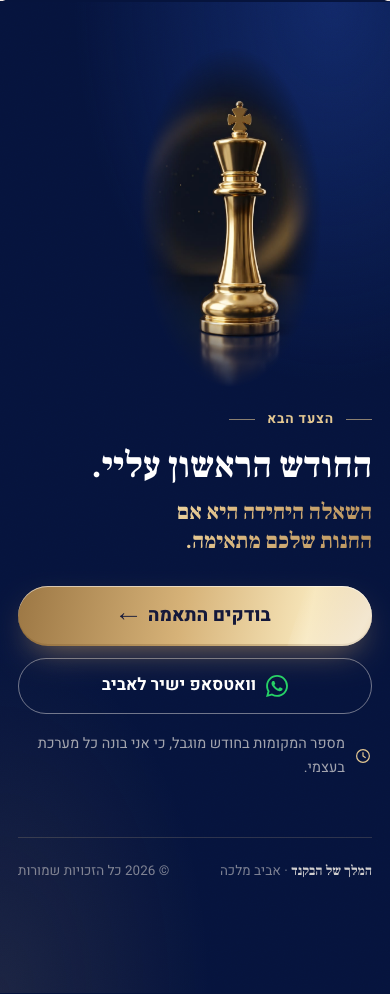 הצעד הבא
החודש הראשון עליי.
השאלה היחידה היא אם
החנות שלכם מתאימה.
בודקים התאמה ←
וואטסאפ ישיר לאביב
מספר המקומות בחודש מוגבל, כי אני בונה כל מערכת
בעצמי.
המלך של הבקנד · אביב מלכה
© 2026 כל הזכויות שמורות